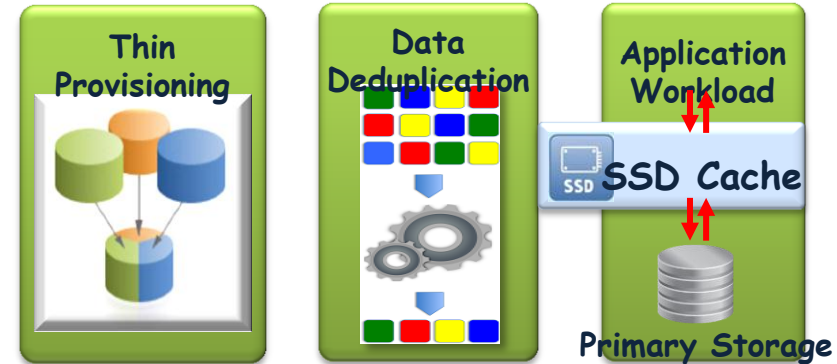 Thin
Provisioning
Data
Deduplication
Application
Workload
SSD
SSD Cache
Primary Storage